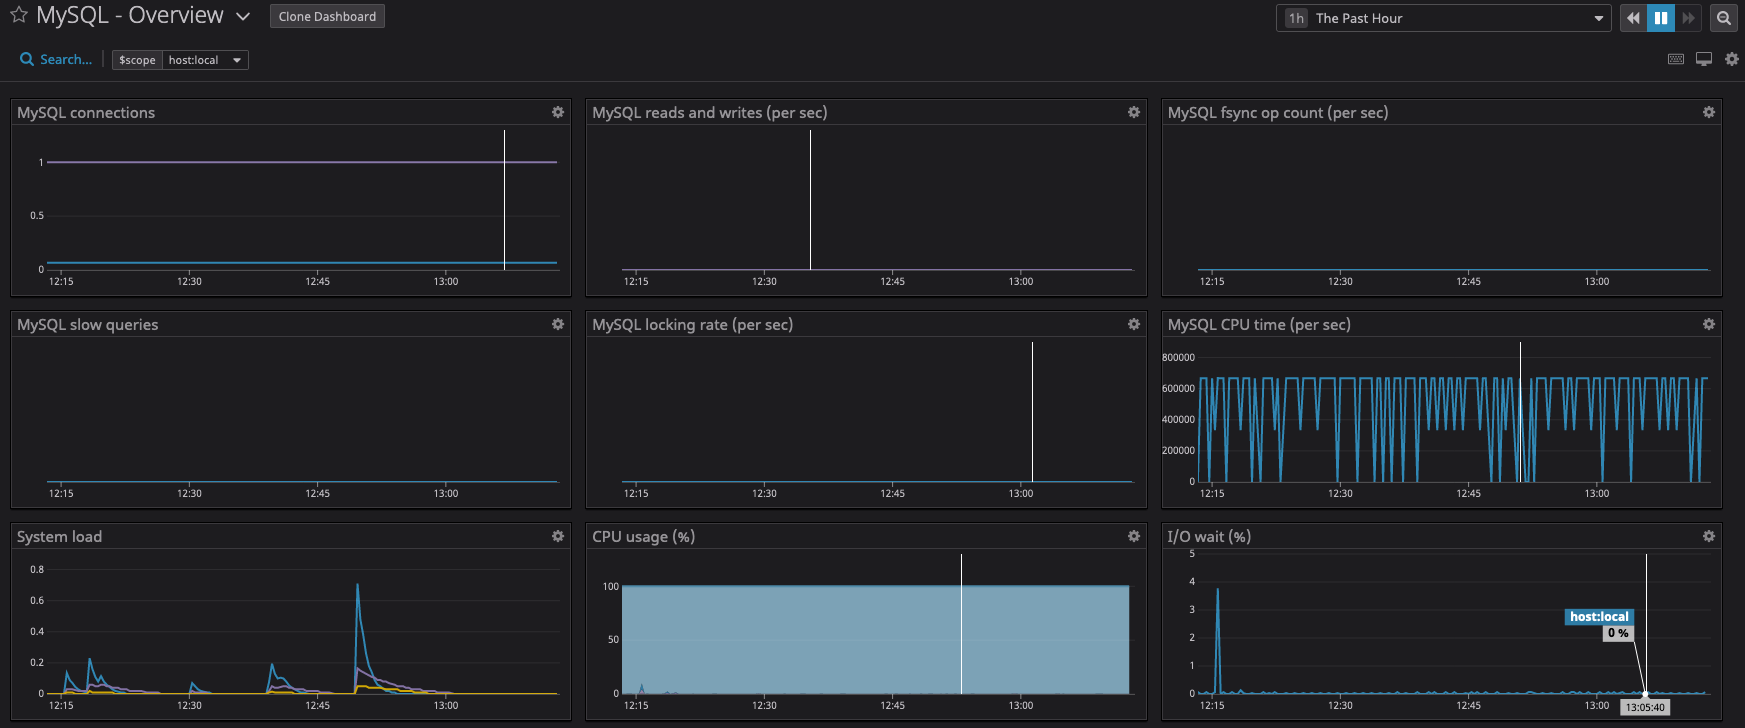 MySQL - Overview Clone Dashboard 1h The Past Hour
Search... $scope host:local
MySQL connections
1
0.5
0
12:15 12:30 12:45 13:00
MySQL reads and writes (per sec)
12:15 12:30 12:45 13:00
MySQL fsync op count (per sec)
12:15 12:30 12:45 13:00
MySQL slow queries
12:15 12:30 12:45 13:00
MySQL locking rate (per sec)
12:15 12:30 12:45 13:00
MySQL CPU time (per sec)
800000
600000
400000
200000
0
12:15 12:30 12:45 13:00
System load
0.8
0.6
0.4
0.2
0
12:15 12:30 12:45 13:00
CPU usage (%)
100
50
0
12:15 12:30 12:45 13:00
I/O wait (%)
5
4
3
2
1
0
host:local
0 %
12:15 12:30 12:45 13:00 13:05:40